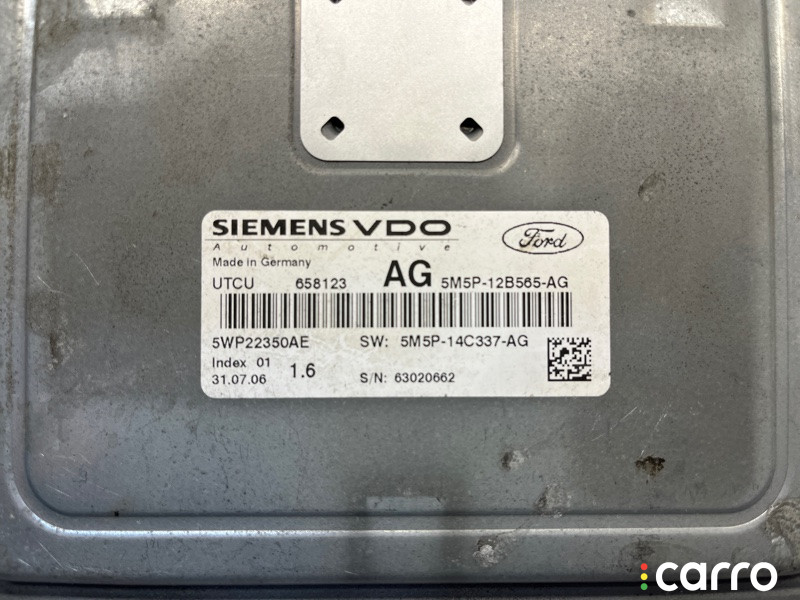 SIEMENS VDO
Automotive
Ford
Made in Germany
UTCU 658123 AG 5M5P-12B565-AG
5WP22350AE SW: 5M5P-14C337-AG
Index 01
31.07.06 1.6 S/N: 63020662
carro